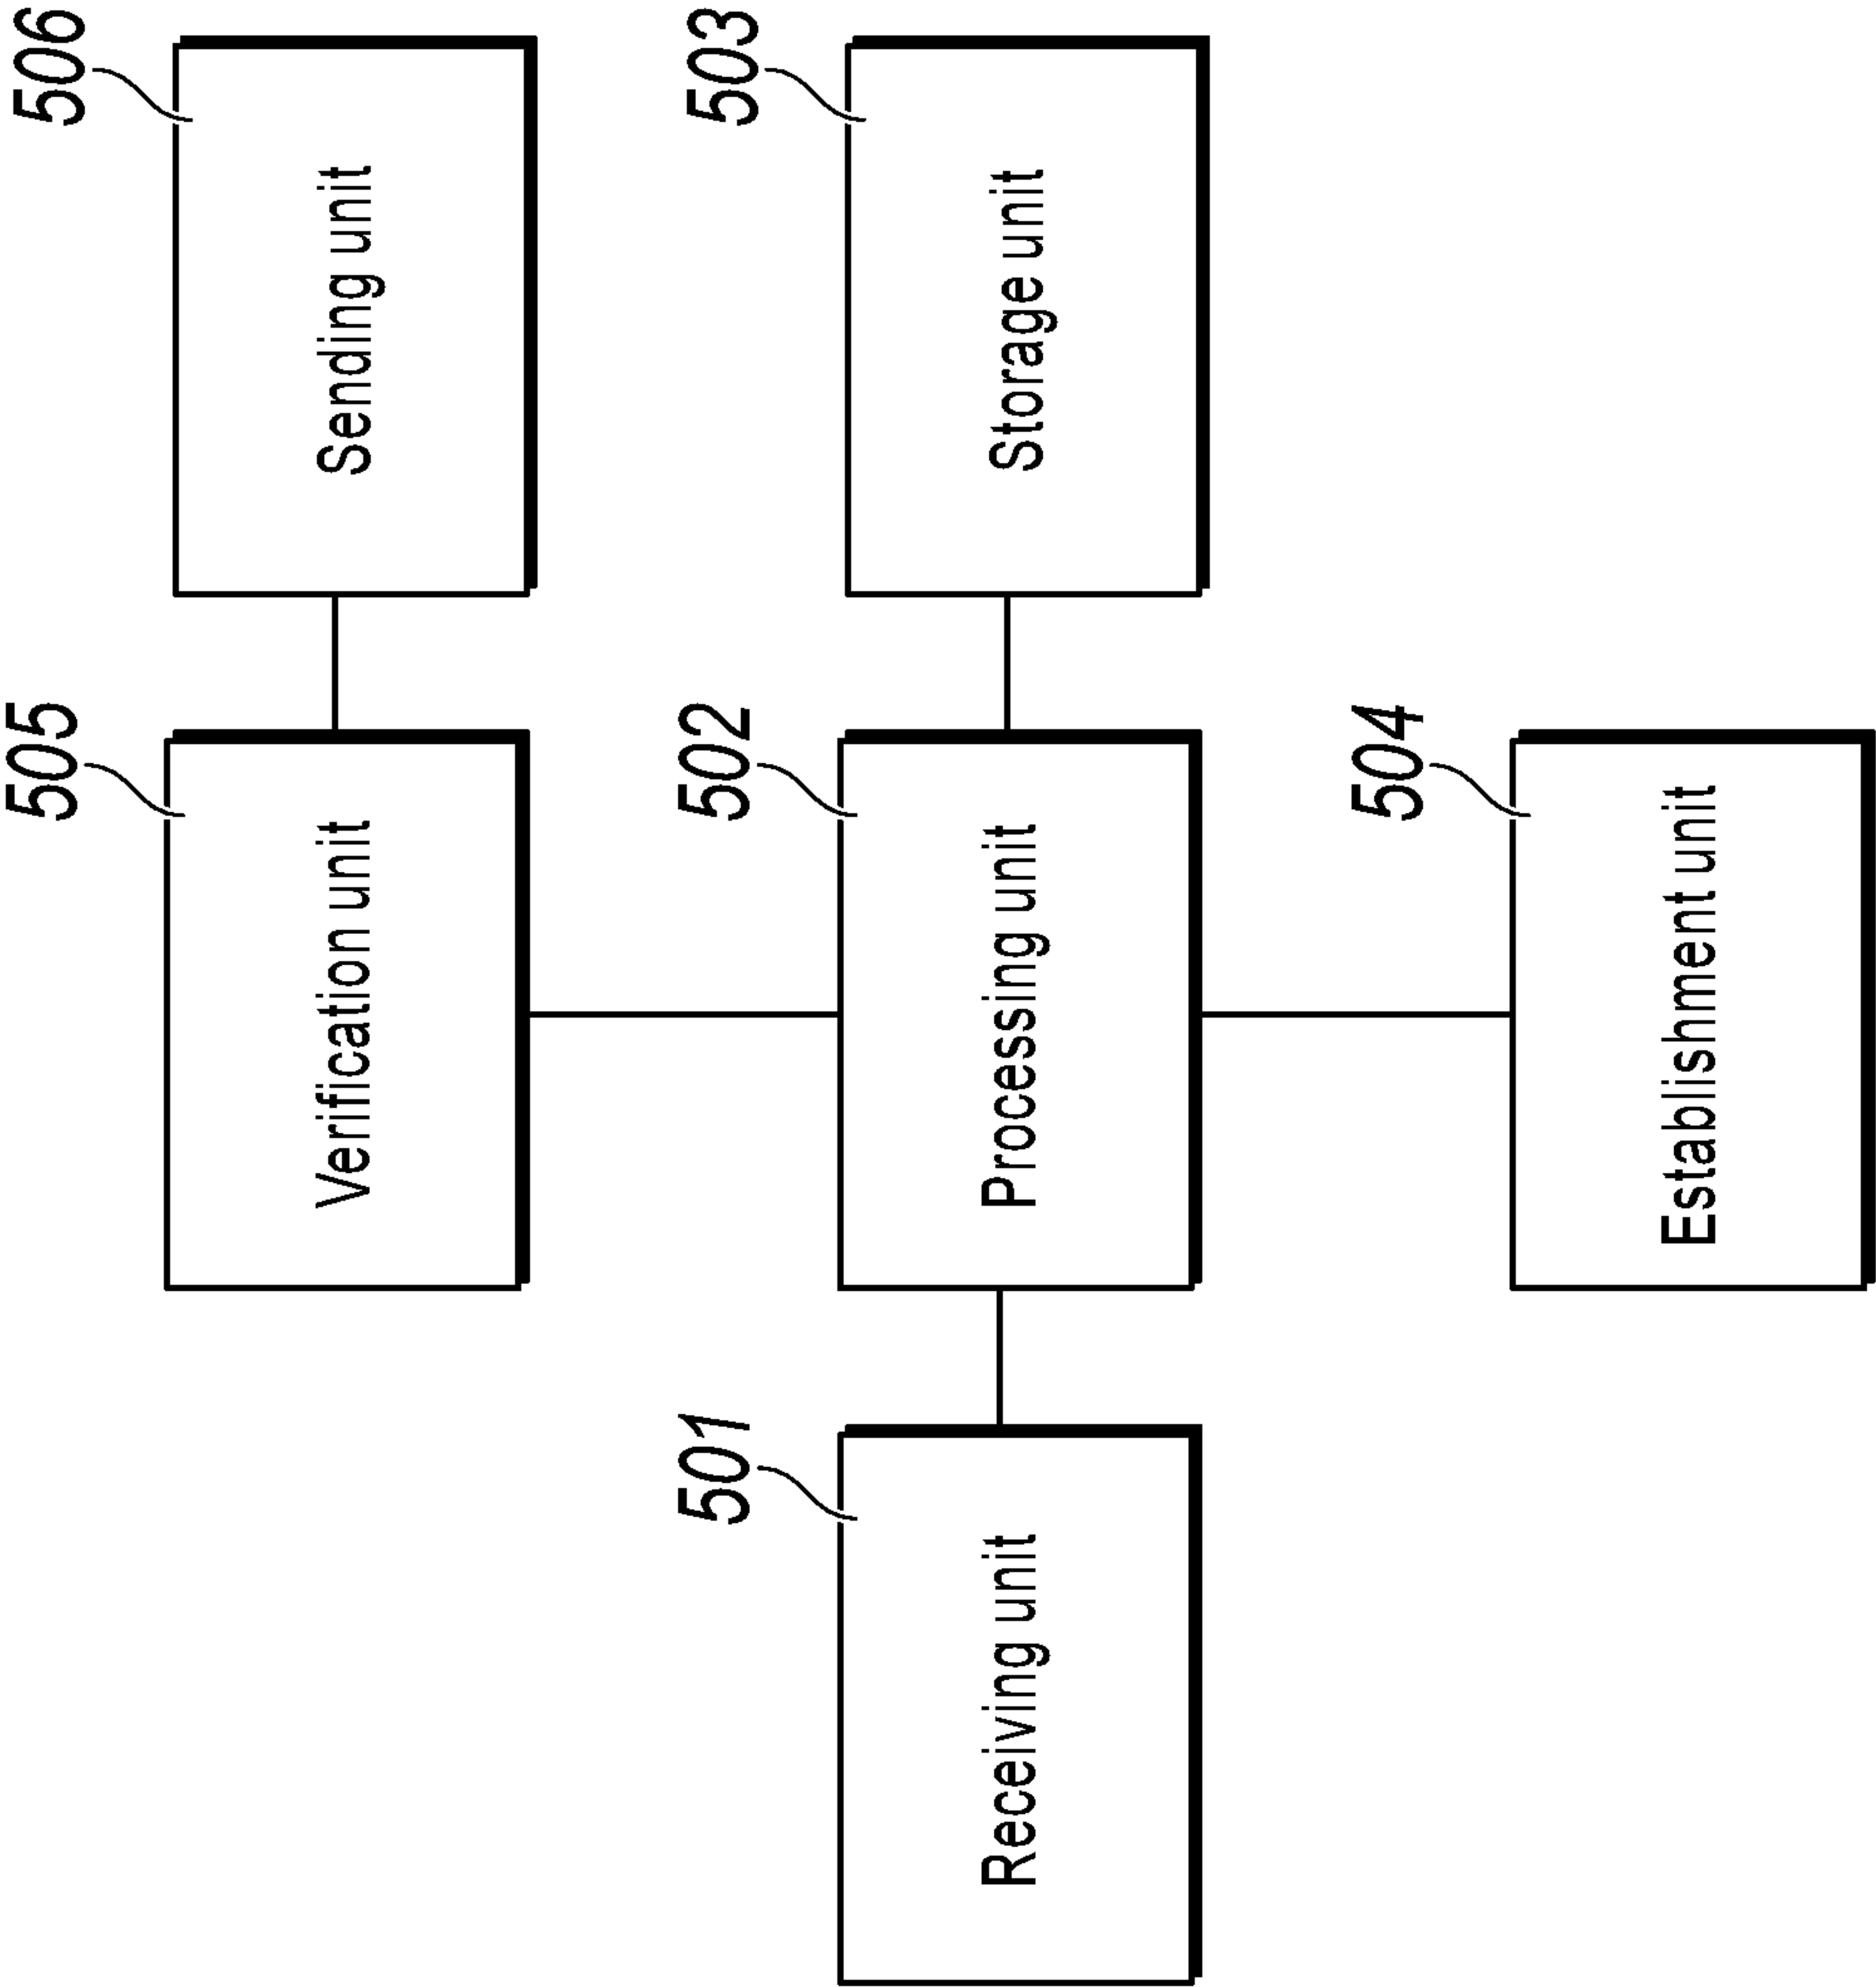 505
Verification unit
506
Sending unit
501
Receiving unit
502
Processing unit
503
Storage unit
504
Establishment unit